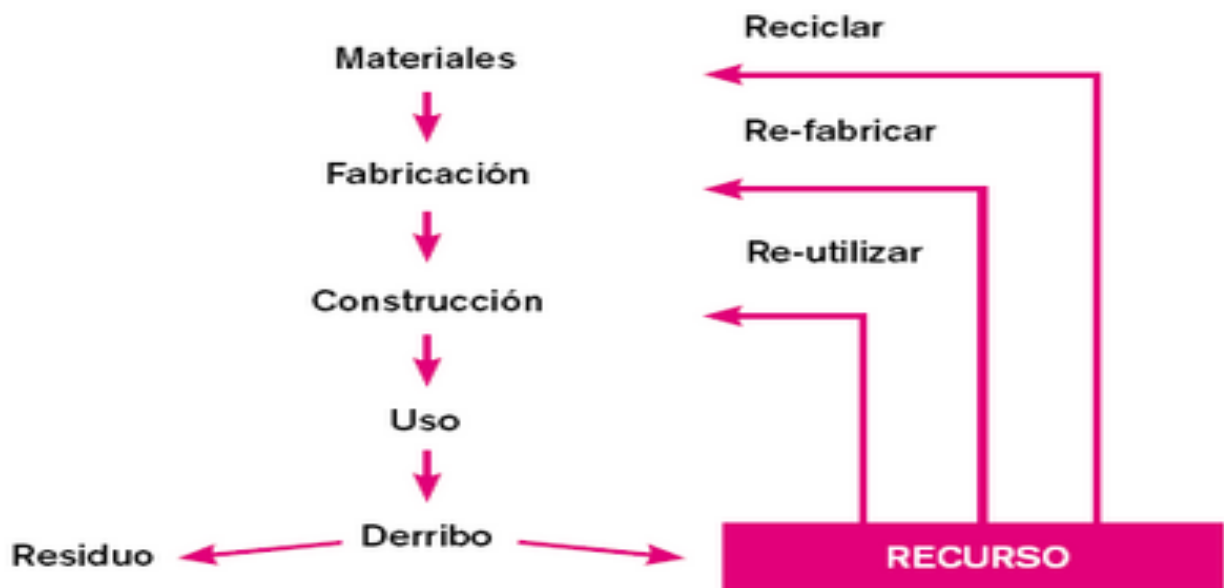 Reciclar
Materiales
Re-fabricar
Fabricación
Re-utilizar
Construcción
Uso
Derribo
Residuo
RECURSO